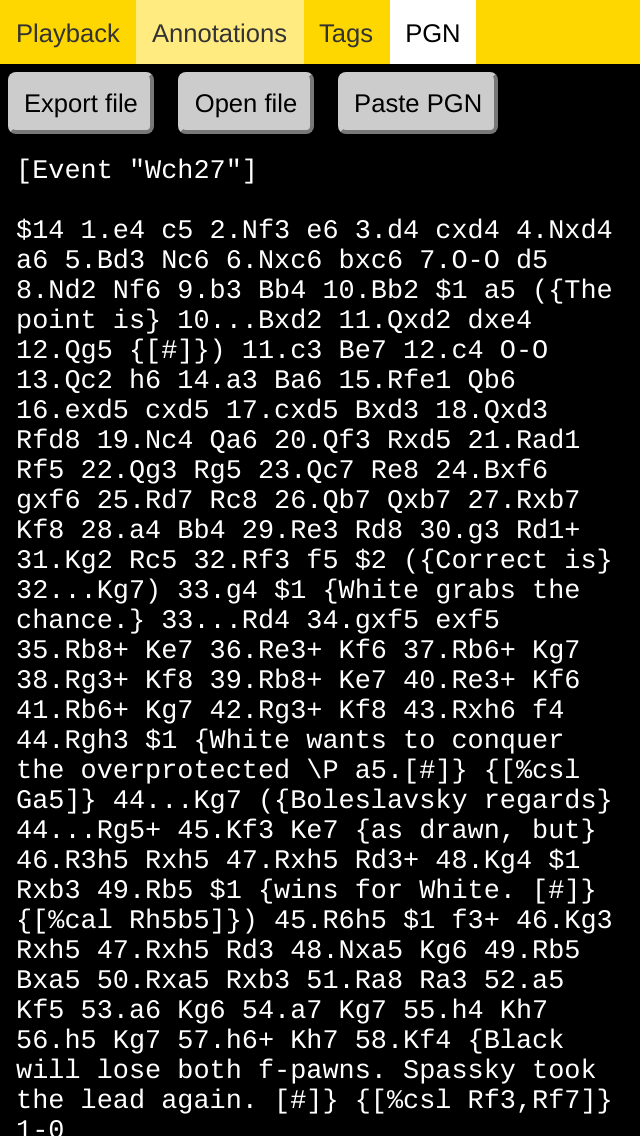 Playback Annotations Tags PGN
Export file Open file Paste PGN
[Event "Wch27"]
$14 1.e4 c5 2.Nf3 e6 3.d4 cxd4 4.Nxd4
a6 5.Bd3 Nc6 6.Nxc6 bxc6 7.O-O d5
8.Nd2 Nf6 9.b3 Bb4 10.Bb2 $1 a5 ({The
point is} 10...Bxd2 11.Qxd2 dxe4
12.Qg5 {[#]}) 11.c3 Be7 12.c4 O-O
13.Qc2 h6 14.a3 Ba6 15.Rfe1 Qb6
16.exd5 cxd5 17.cxd5 Bxd3 18.Qxd3
Rfd8 19.Nc4 Qa6 20.Qf3 Rxd5 21.Rad1
Rf5 22.Qg3 Rg5 23.Qc7 Re8 24.Bxf6
gxf6 25.Rd7 Rc8 26.Qb7 Qxb7 27.Rxb7
Kf8 28.a4 Bb4 29.Re3 Rd8 30.g3 Rd1+
31.Kg2 Rc5 32.Rf3 f5 $2 ({Correct is}
32...Kg7) 33.g4 $1 {White grabs the
chance.} 33...Rd4 34.gxf5 exf5
35.Rb8+ Ke7 36.Re3+ Kf6 37.Rb6+ Kg7
38.Rg3+ Kf8 39.Rb8+ Ke7 40.Re3+ Kf6
41.Rb6+ Kg7 42.Rg3+ Kf8 43.Rxh6 f4
44.Rgh3 $1 {White wants to conquer
the overprotected \P a5.[#]} {[%csl
Ga5]} 44...Kg7 ({Boleslavsky regards}
44...Rg5+ 45.Kf3 Ke7 {as drawn, but}
46.R3h5 Rxh5 47.Rxh5 Rd3+ 48.Kg4 $1
Rxb3 49.Rb5 $1 {wins for White. [#]}
{[%cal Rh5b5]}) 45.R6h5 $1 f3+ 46.Kg3
Rxh5 47.Rxh5 Rd3 48.Nxa5 Kg6 49.Rb5
Bxa5 50.Rxa5 Rxb3 51.Ra8 Ra3 52.a5
Kf5 53.a6 Kg6 54.a7 Kg7 55.h4 Kh7
56.h5 Kg7 57.h6+ Kh7 58.Kf4 {Black
will lose both f-pawns. Spassky took
the lead again. [#]} {[%csl Rf3,Rf7]}
1-0